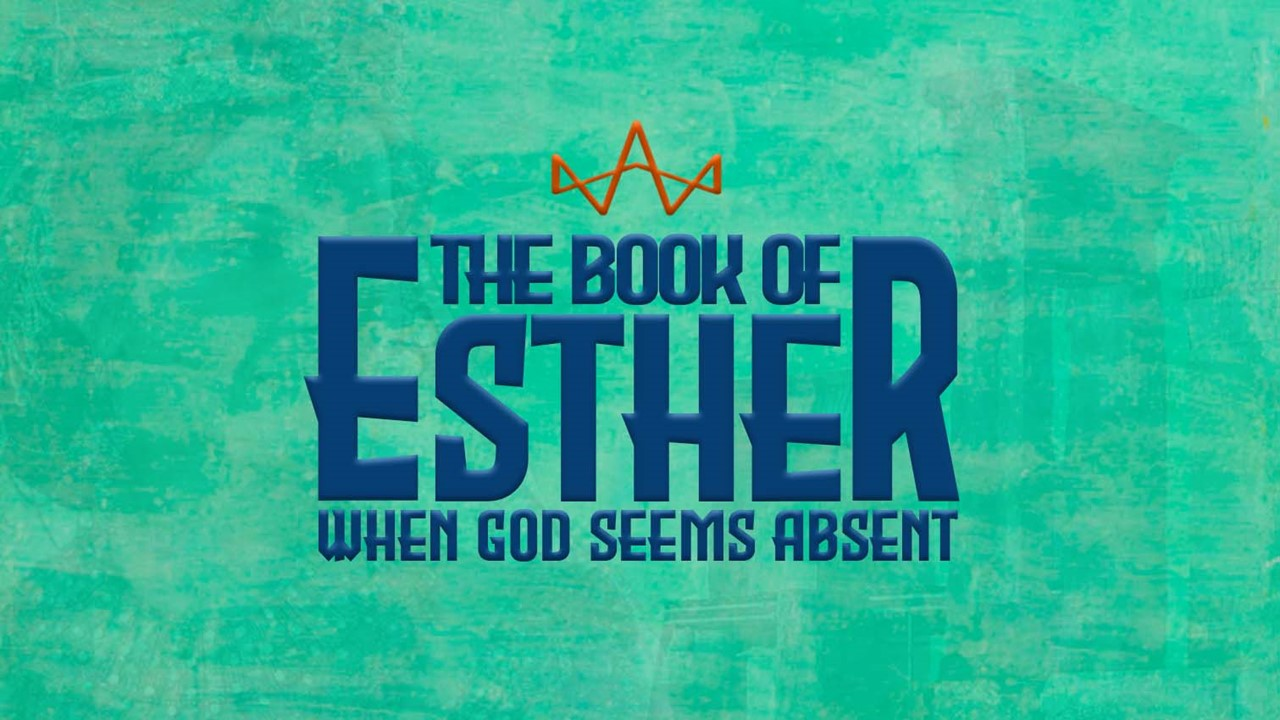 THE BOOK OF
ESTHER
WHEN GOD SEEMS ABSENT